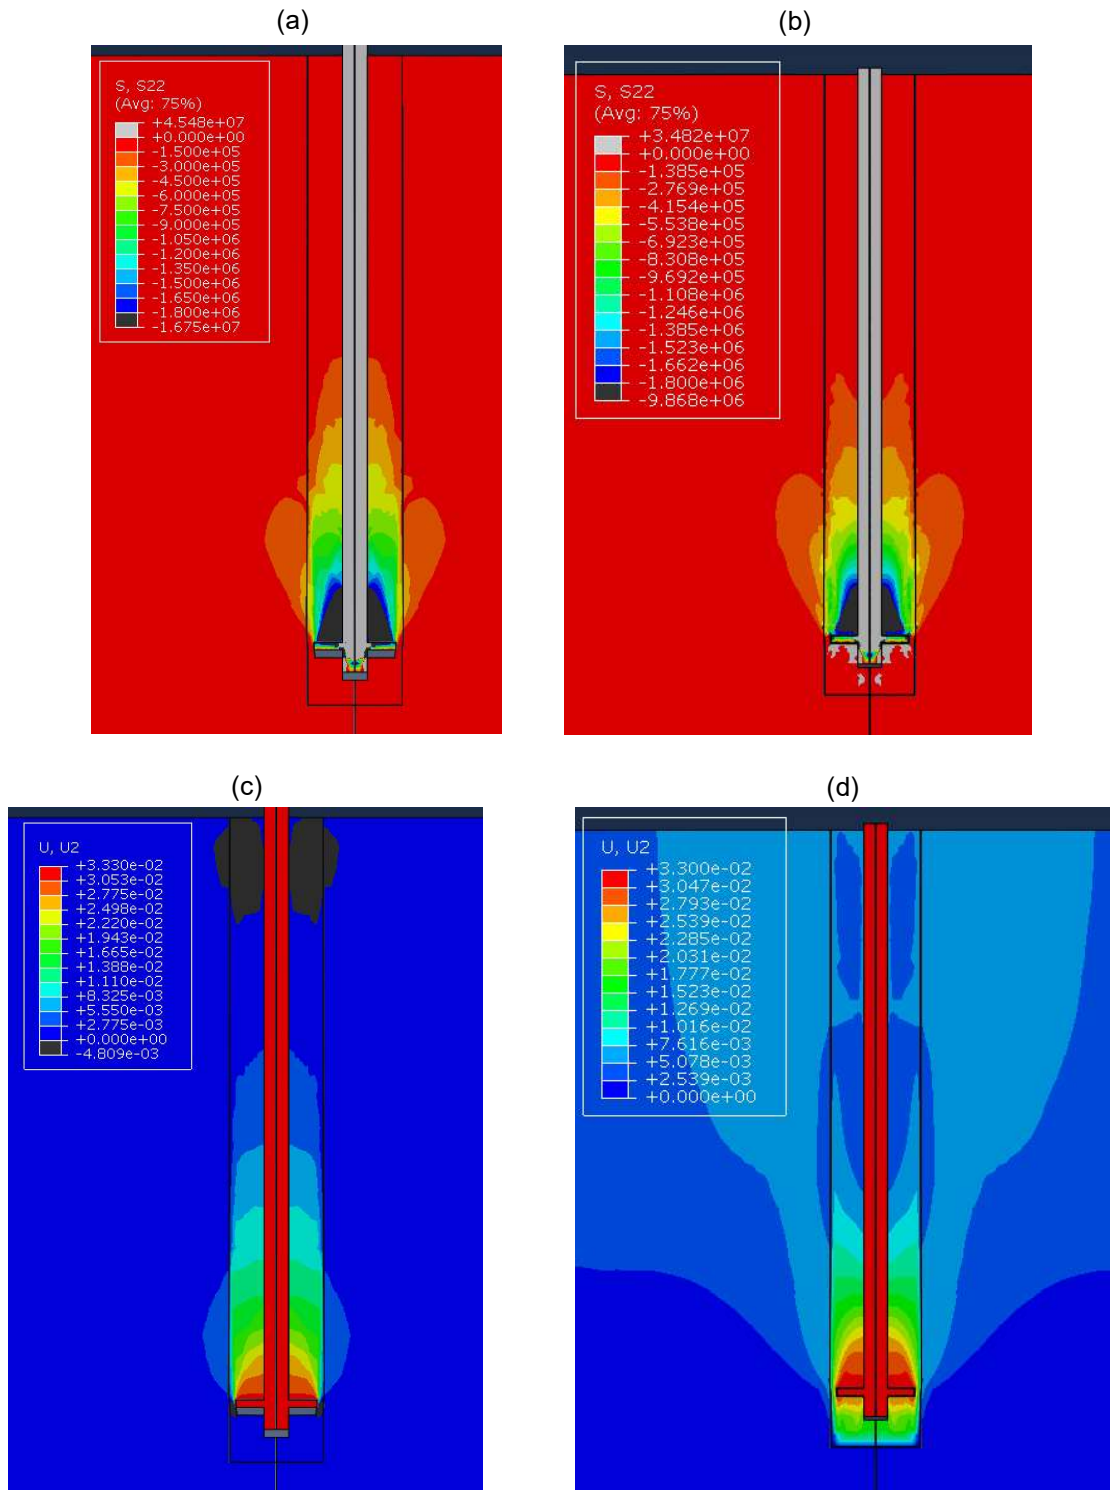 (a)
S, S22
(Avg: 75%)
+4.548e+07
+0.000e+00
-1.500e+05
-3.000e+05
-4.500e+05
-6.000e+05
-7.500e+05
-9.000e+05
-1.050e+06
-1.200e+06
-1.350e+06
-1.500e+06
-1.650e+06
-1.800e+06
-1.675e+07
(b)
S, S22
(Avg: 75%)
+3.482e+07
+0.000e+00
-1.385e+05
-2.769e+05
-4.154e+05
-5.538e+05
-6.923e+05
-8.308e+05
-9.692e+05
-1.108e+06
-1.246e+06
-1.385e+06
-1.523e+06
-1.662e+06
-1.800e+06
-9.868e+06
(c)
U, U2
+3.330e-02
+3.053e-02
+2.775e-02
+2.498e-02
+2.220e-02
+1.943e-02
+1.665e-02
+1.388e-02
+1.110e-02
+8.325e-03
+5.550e-03
+2.775e-03
+0.000e+00
-4.809e-03
(d)
U, U2
+3.300e-02
+3.047e-02
+2.793e-02
+2.539e-02
+2.285e-02
+2.031e-02
+1.777e-02
+1.523e-02
+1.269e-02
+1.016e-02
+7.616e-03
+5.078e-03
+2.539e-03
+0.000e+00